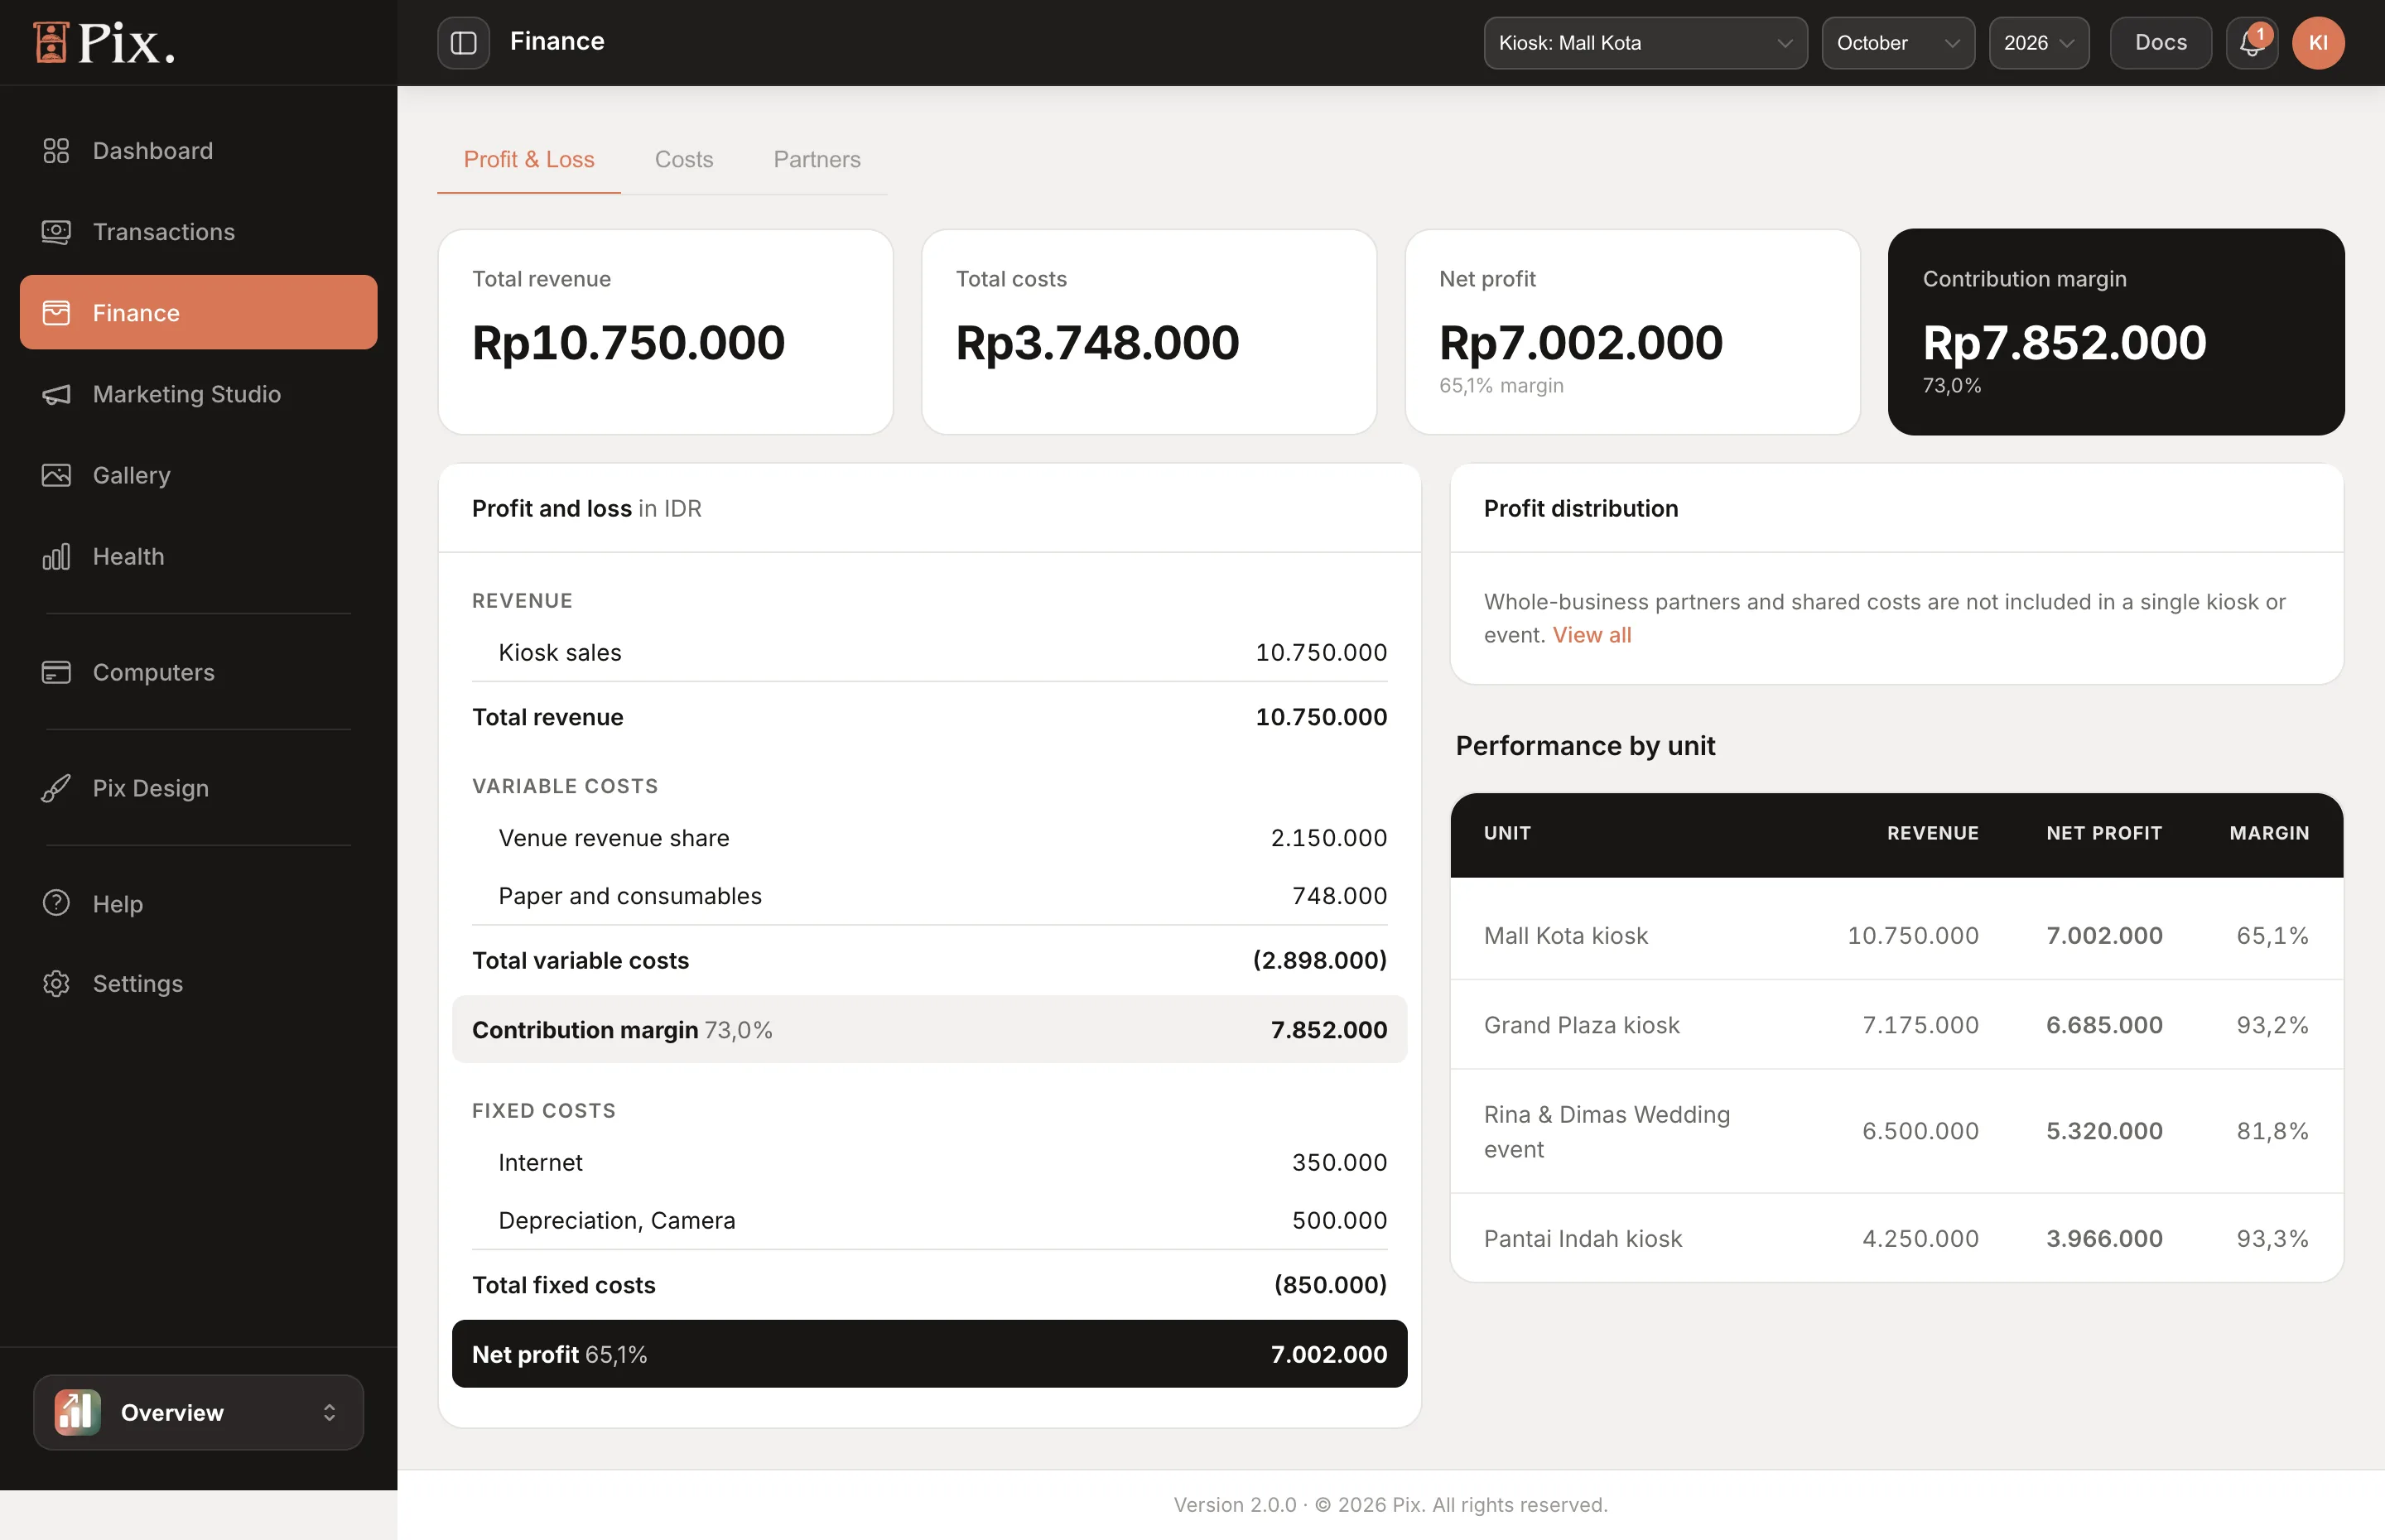 Pix.
Finance
Kiosk: Mall Kota
October
2026
Docs
1
KI
Dashboard
Transactions
Finance
Marketing Studio
Gallery
Health
Computers
Pix Design
Help
Settings
Overview
Profit & Loss
Costs
Partners
Total revenue
Rp10.750.000
Total costs
Rp3.748.000
Net profit
Rp7.002.000
65,1% margin
Contribution margin
Rp7.852.000
73,0%
Profit and loss in IDR
REVENUE
Kiosk sales 10.750.000
Total revenue 10.750.000
VARIABLE COSTS
Venue revenue share 2.150.000
Paper and consumables 748.000
Total variable costs (2.898.000)
Contribution margin 73,0% 7.852.000
FIXED COSTS
Internet 350.000
Depreciation, Camera 500.000
Total fixed costs (850.000)
Net profit 65,1% 7.002.000
Profit distribution
Whole-business partners and shared costs are not included in a single kiosk or
event. View all
Performance by unit
UNIT REVENUE NET PROFIT MARGIN
Mall Kota kiosk 10.750.000 7.002.000 65,1%
Grand Plaza kiosk 7.175.000 6.685.000 93,2%
Rina & Dimas Wedding
event 6.500.000 5.320.000 81,8%
Pantai Indah kiosk 4.250.000 3.966.000 93,3%
Version 2.0.0 · © 2026 Pix. All rights reserved.